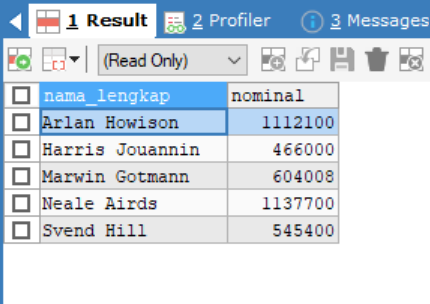 1 Result 2 Profiler 3 Messages
(Read Only)
nama_lengkap nominal
Arlan Howison 1112100
Harris Jouannin 466000
Marwin Gotmann 604008
Neale Airds 1137700
Svend Hill 545400